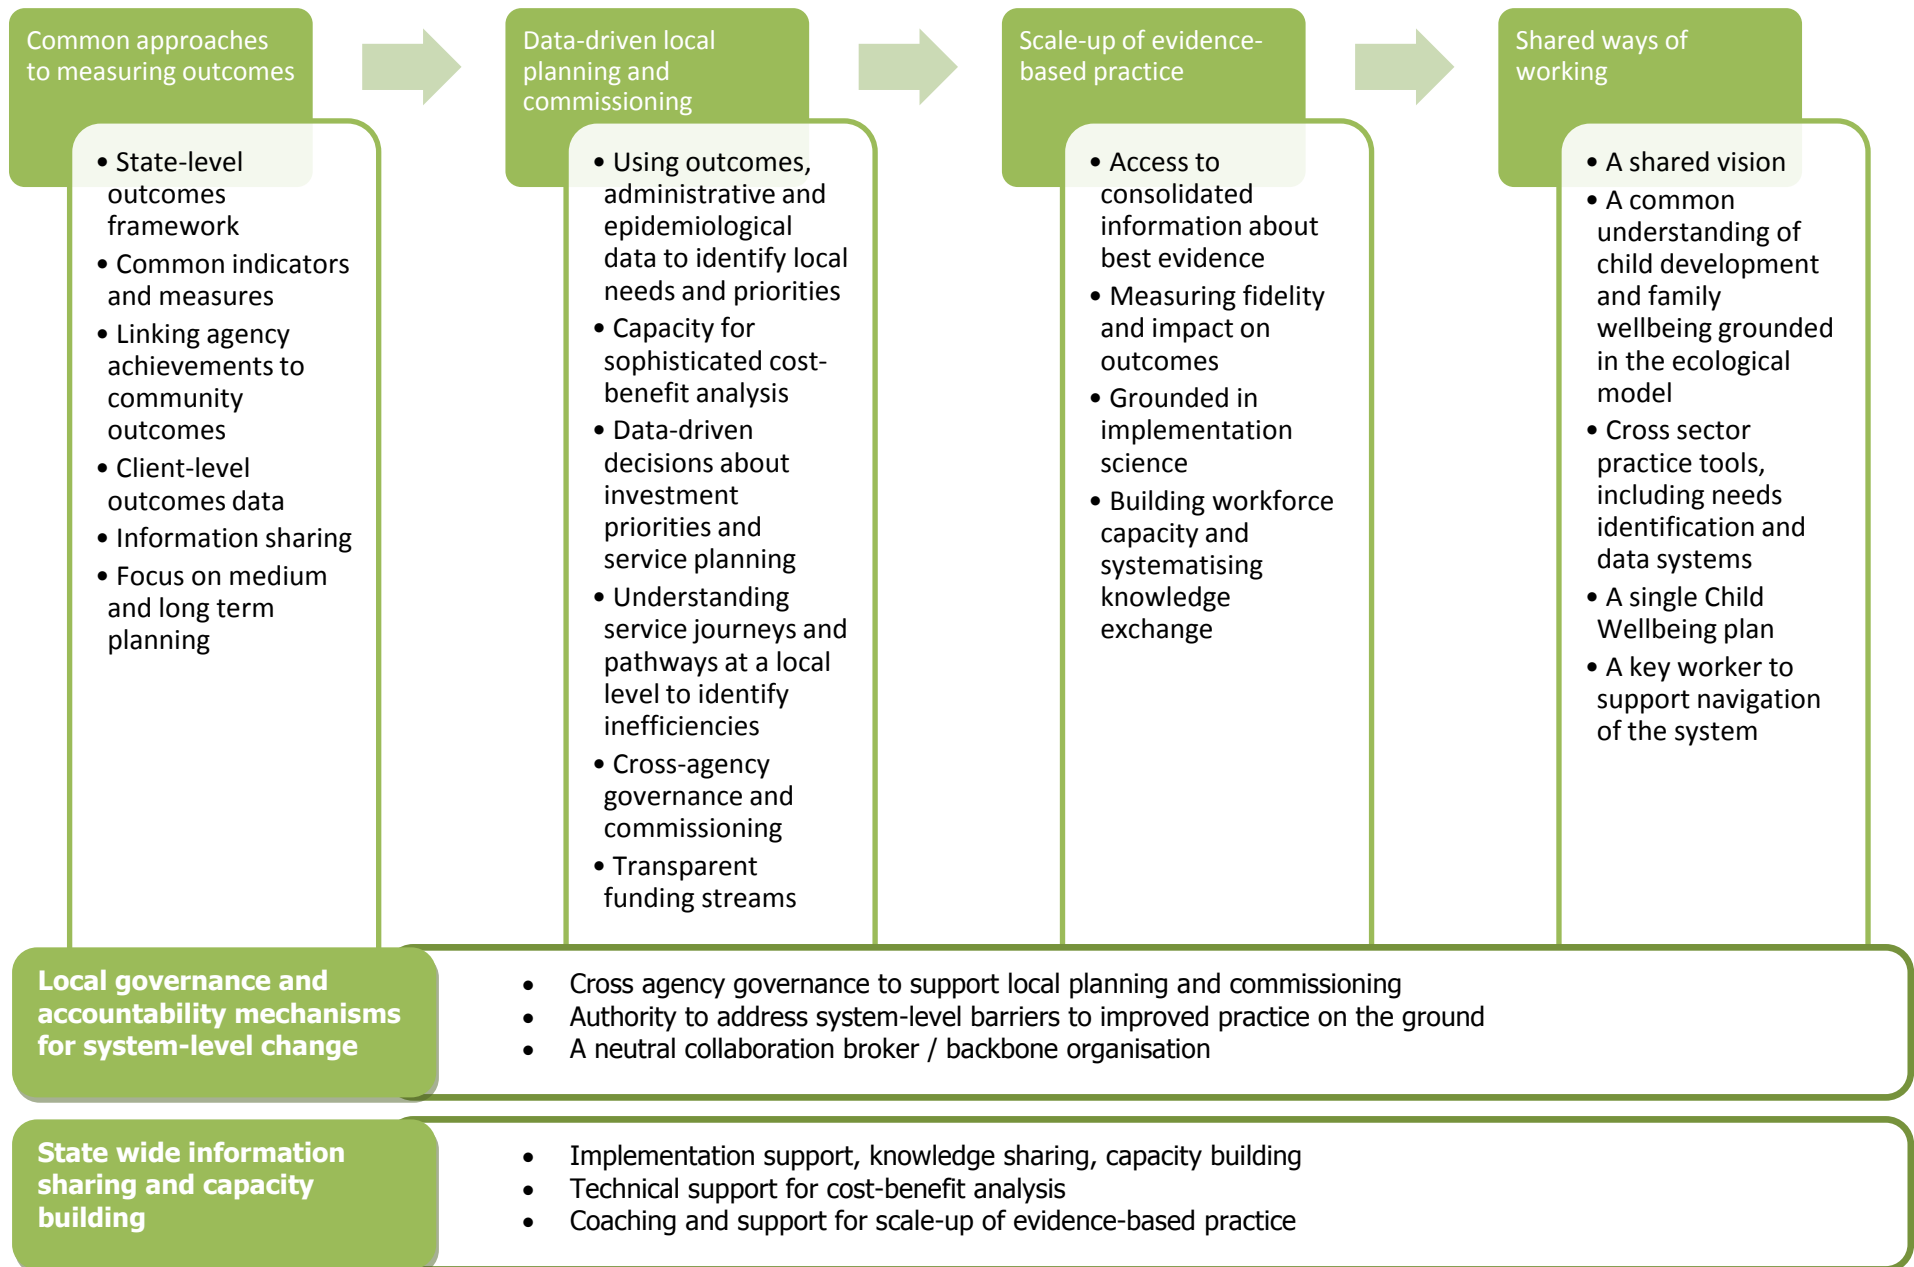 Common approaches
to measuring outcomes
• State-level
outcomes
framework
• Common indicators
and measures
• Linking agency
achievements to
community
outcomes
• Client-level
outcomes data
• Information sharing
• Focus on medium
and long term
planning
Data-driven local
planning and
commissioning
• Using outcomes,
administrative and
epidemiological
data to identify local
needs and priorities
• Capacity for
sophisticated cost-
benefit analysis
• Data-driven
decisions about
investment
priorities and
service planning
• Understanding
service journeys and
pathways at a local
level to identify
inefficiencies
• Cross-agency
governance and
commissioning
• Transparent
funding streams
Scale-up of evidence-
based practice
• Access to
consolidated
information about
best evidence
• Measuring fidelity
and impact on
outcomes
• Grounded in
implementation
science
• Building workforce
capacity and
systematising
knowledge
exchange
Shared ways of
working
• A shared vision
• A common
understanding of
child development
and family
wellbeing grounded
in the ecological
model
• Cross sector
practice tools,
including needs
identification and
data systems
• A single Child
Wellbeing plan
• A key worker to
support navigation
of the system
Local governance and
accountability mechanisms
for system-level change
• Cross agency governance to support local planning and commissioning
• Authority to address system-level barriers to improved practice on the ground
• A neutral collaboration broker / backbone organisation
State wide information
sharing and capacity
building
• Implementation support, knowledge sharing, capacity building
• Technical support for cost-benefit analysis
• Coaching and support for scale-up of evidence-based practice